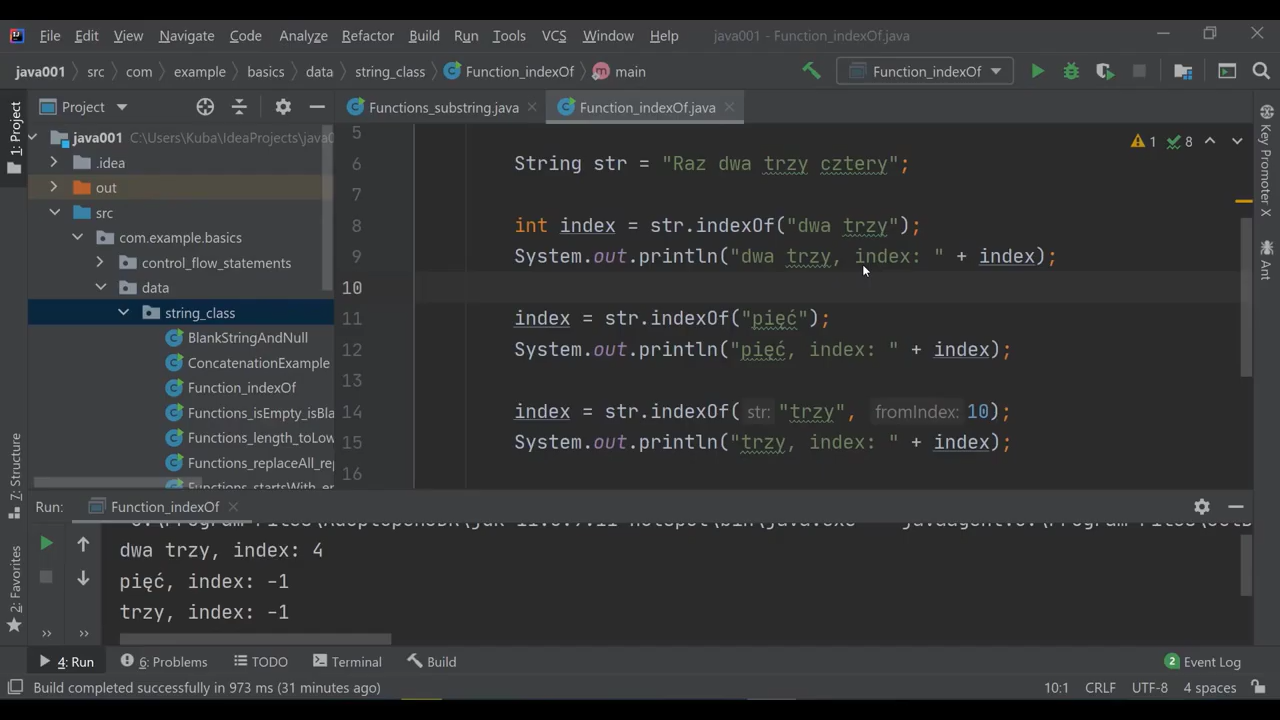 File Edit View Navigate Code Analyze Refactor Build Run Tools VCS Window Help java001 - Function_indexOf.java
java001 src com example basics data string_class Function_indexOf main Function_indexOf
1: Project
Project
Functions_substring.java Function_indexOf.java
java001 C:\Users\Kuba\IdeaProjects\java0
.idea
out
src
com.example.basics
control_flow_statements
data
string_class
BlankStringAndNull
ConcatenationExample
Function_indexOf
Functions_isEmpty_isBla
Functions_length_toLow
Functions_replaceAll_rep
5
6 String str = "Raz dwa trzy cztery";
7
8 int index = str.indexOf("dwa trzy");
9 System.out.println("dwa trzy, index: " + index);
10
11 index = str.indexOf("pięć");
12 System.out.println("pięć, index: " + index);
13
14 index = str.indexOf( str: "trzy", fromIndex: 10);
15 System.out.println("trzy, index: " + index);
16
1 8
Key Promoter X
Ant
7: Structure
2: Favorites
Run: Function_indexOf
dwa trzy, index: 4
pięć, index: -1
trzy, index: -1
4: Run 6: Problems TODO Terminal Build 2 Event Log
Build completed successfully in 973 ms (31 minutes ago) 10:1 CRLF UTF-8 4 spaces